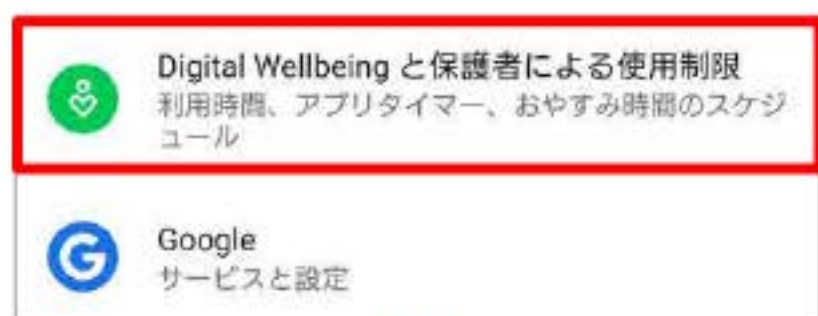 Digital Wellbeing と保護者による使用制限
利用時間、アプリタイマー、おやすみ時間のスケジ
ュール
Google
サービスと設定